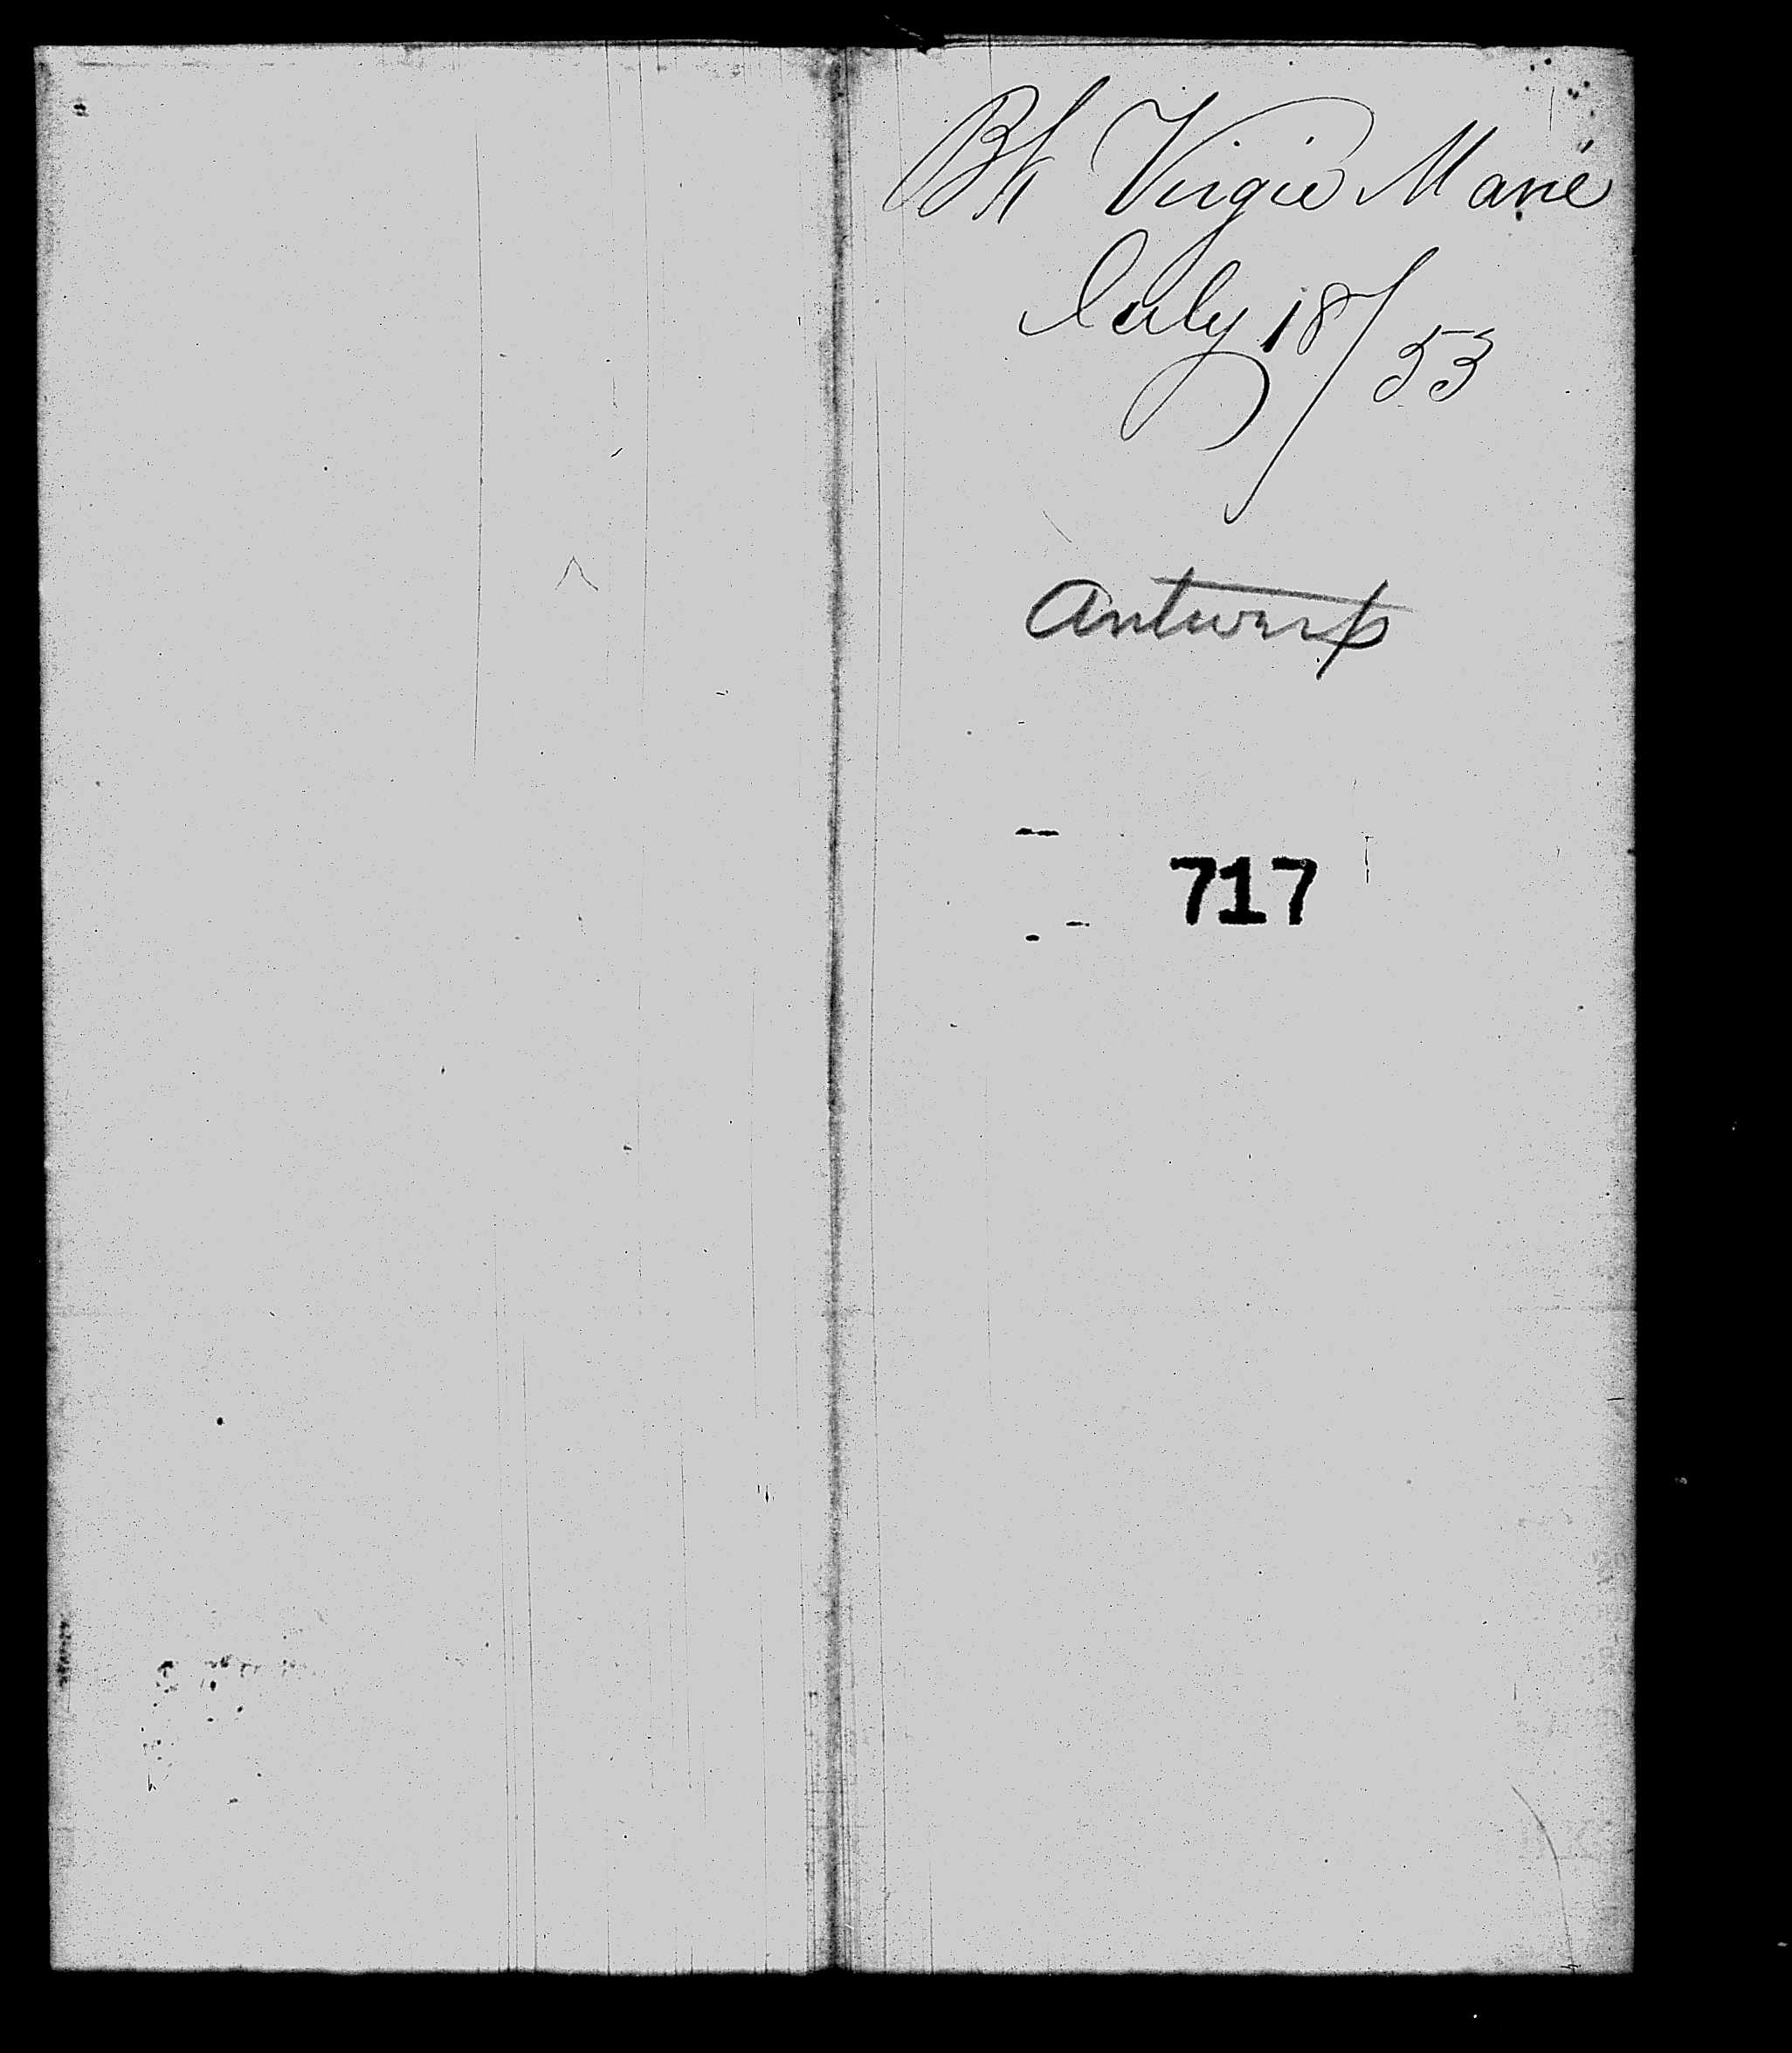 Bk Virgie Marie
July 18/53
Antwerp
717